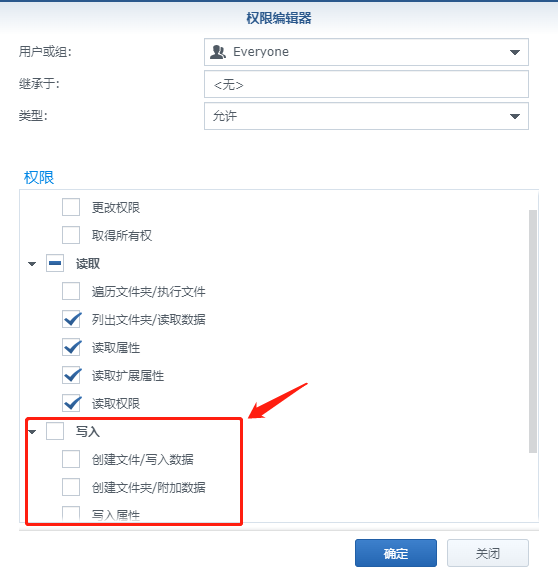 权限编辑器
用户或组: Everyone
继承于: <无>
类型: 允许
权限
更改权限
取得所有权
读取
遍历文件夹/执行文件
列出文件夹/读取数据
读取属性
读取扩展属性
读取权限
写入
创建文件/写入数据
创建文件夹/附加数据
写入属性
确定 关闭